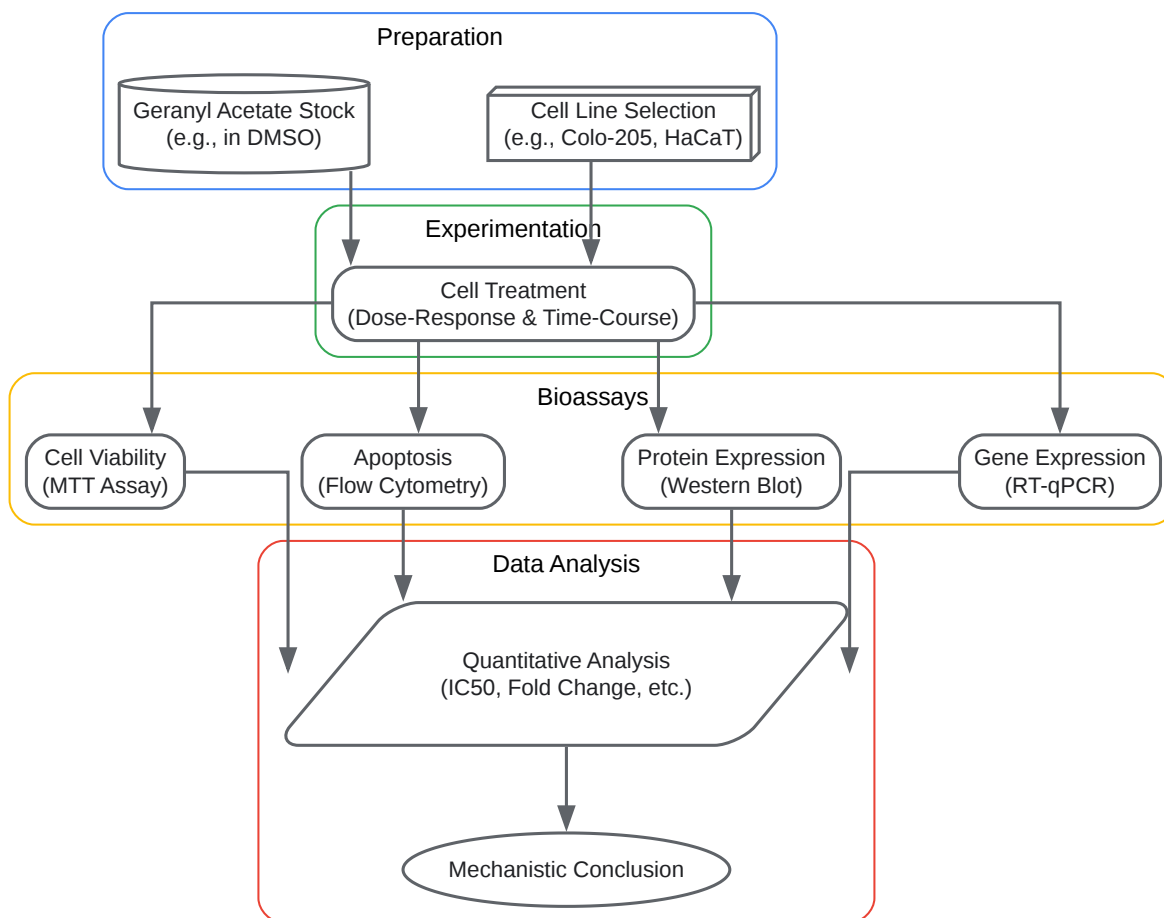 Preparation
Geranyl Acetate Stock
(e.g., in DMSO)
Cell Line Selection
(e.g., Colo-205, HaCaT)
Experimentation
Cell Treatment
(Dose-Response & Time-Course)
Bioassays
Cell Viability
(MTT Assay)
Apoptosis
(Flow Cytometry)
Protein Expression
(Western Blot)
Gene Expression
(RT-qPCR)
Data Analysis
Quantitative Analysis
(IC50, Fold Change, etc.)
Mechanistic Conclusion